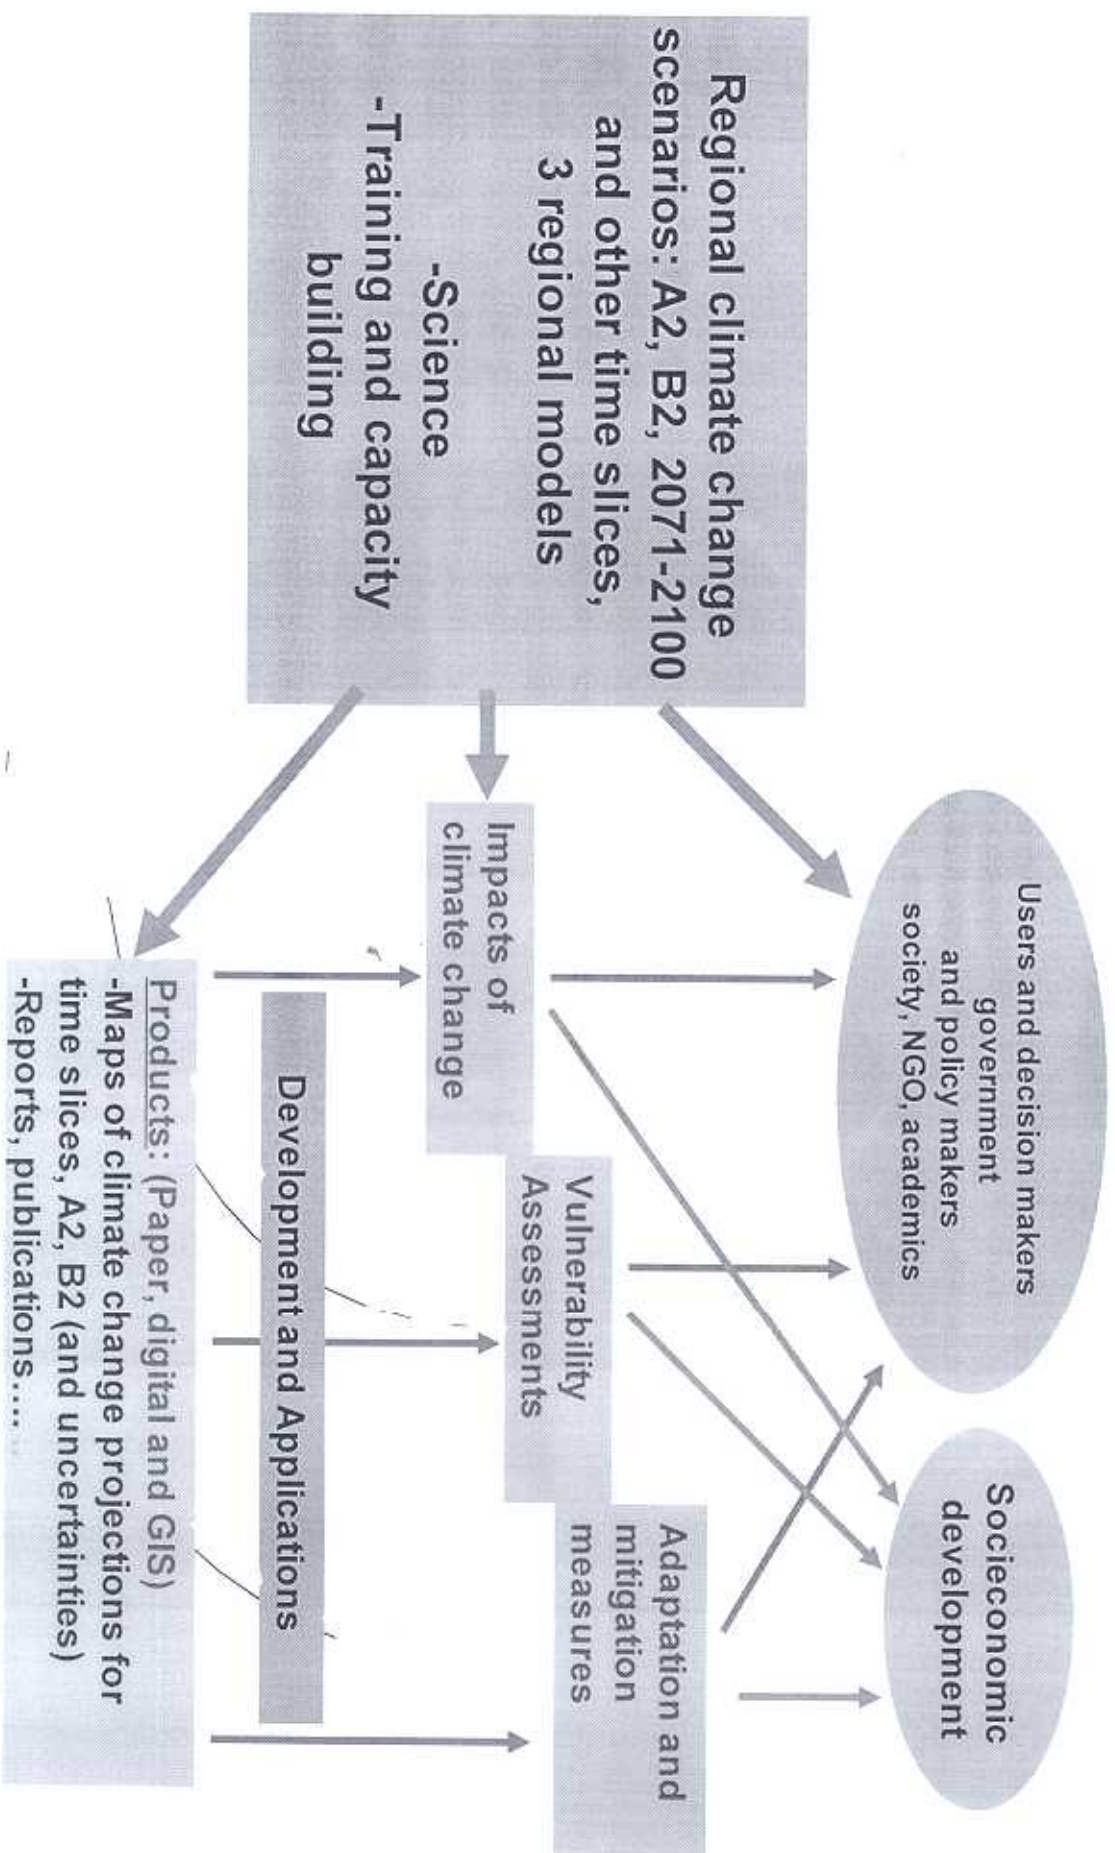 Regional climate change
scenarios: A2, B2, 2071-2100
and other time slices,
3 regional models
-Science
-Training and capacity
building
Users and decision makers
government
and policy makers
society, NGO, academics
Socieconomic
development
Impacts of
climate change
Vulnerability
Assessments
Adaptation and
mitigation
measures
Development and Applications
Products: (Paper, digital and GIS)
-Maps of climate change projections for
time slices, A2, B2 (and uncertainties)
-Reports, publications......